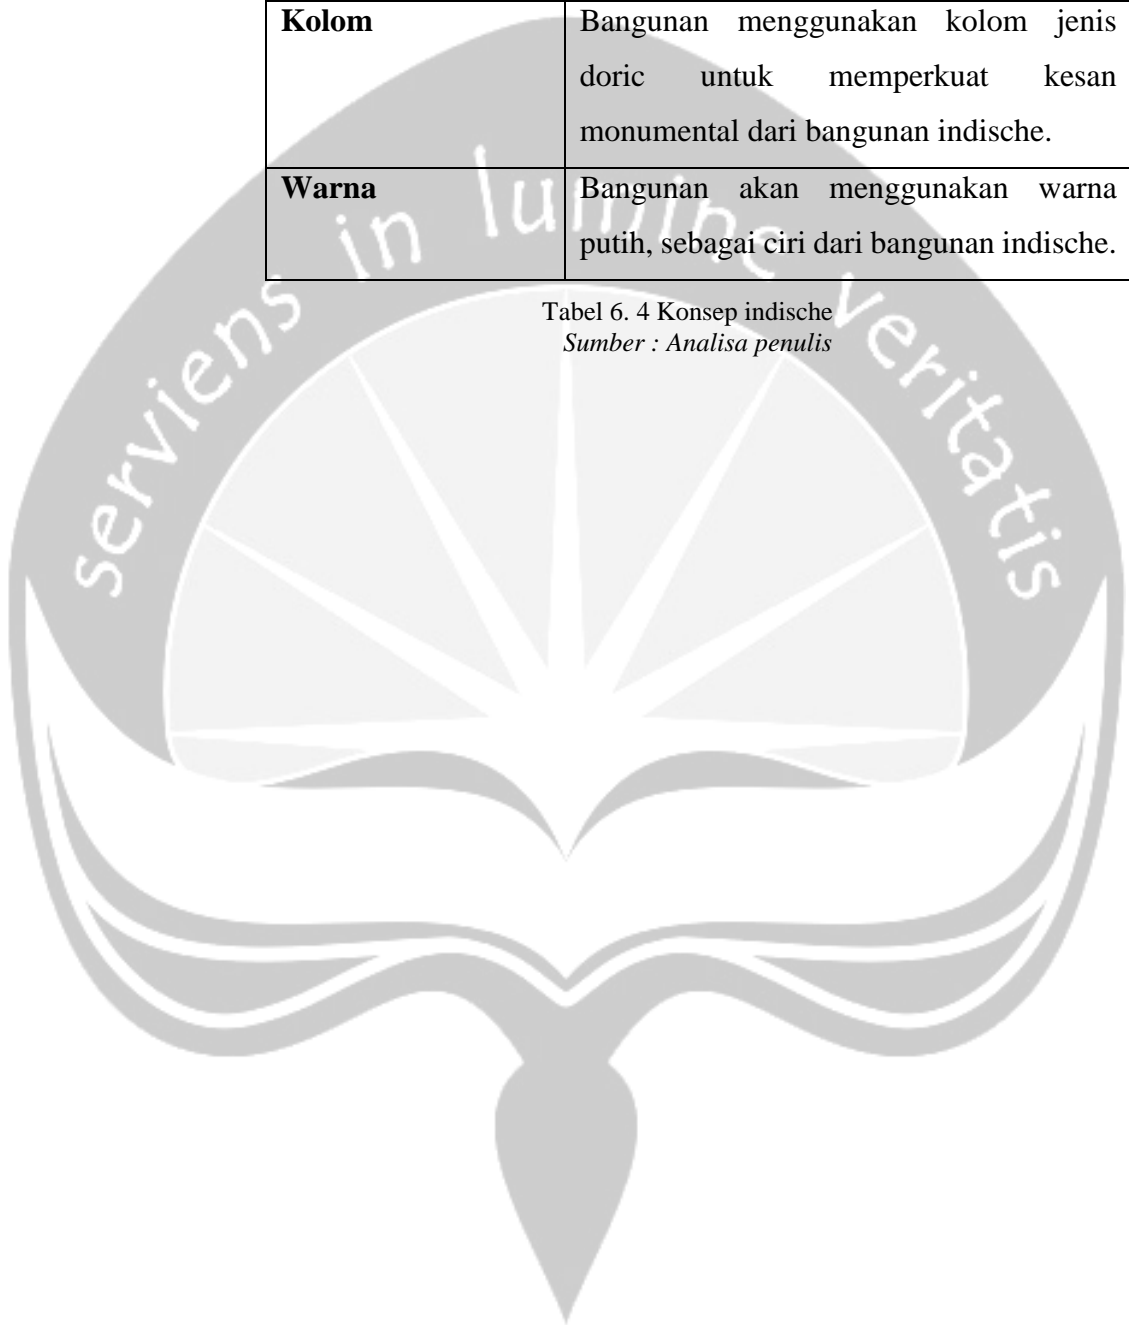 Kolom
Bangunan menggunakan kolom jenis
doric untuk memperkuat kesan
monumental dari bangunan indische.
Warna
Bangunan akan menggunakan warna
putih, sebagai ciri dari bangunan indische.
Tabel 6. 4 Konsep indische
Sumber : Analisa penulis
serviens in lumine veritatis